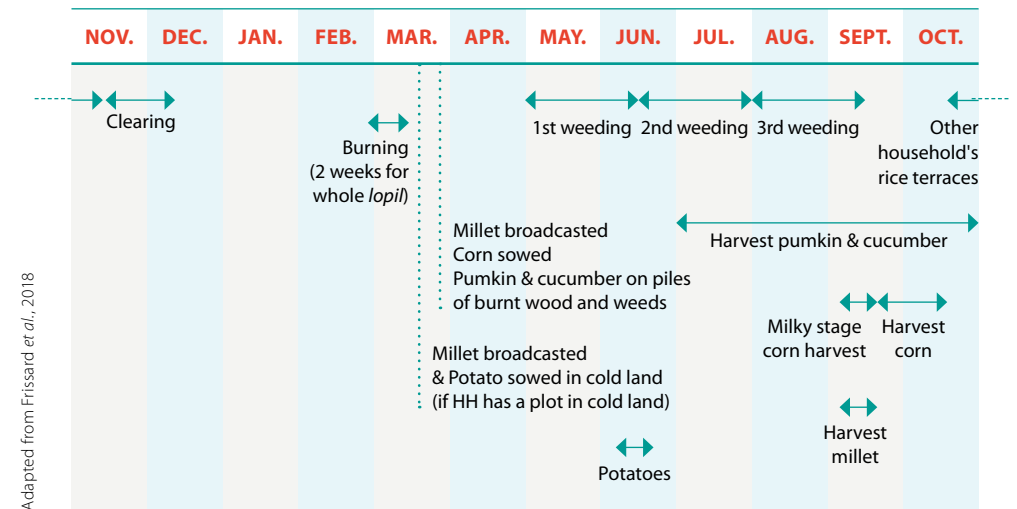 NOV. DEC. JAN. FEB. MAR. APR. MAY. JUN. JUL. AUG. SEPT. OCT.
Clearing
Burning
(2 weeks for
whole lopil)
1st weeding 2nd weeding 3rd weeding
Other
household's
rice terraces
Millet broadcasted
Corn sowed
Pumkin & cucumber on piles
of burnt wood and weeds
Harvest pumkin & cucumber
Milky stage
corn harvest
Harvest
corn
Millet broadcasted
& Potato sowed in cold land
(if HH has a plot in cold land)
Harvest
millet
Potatoes
Adapted from Frissard et al., 2018